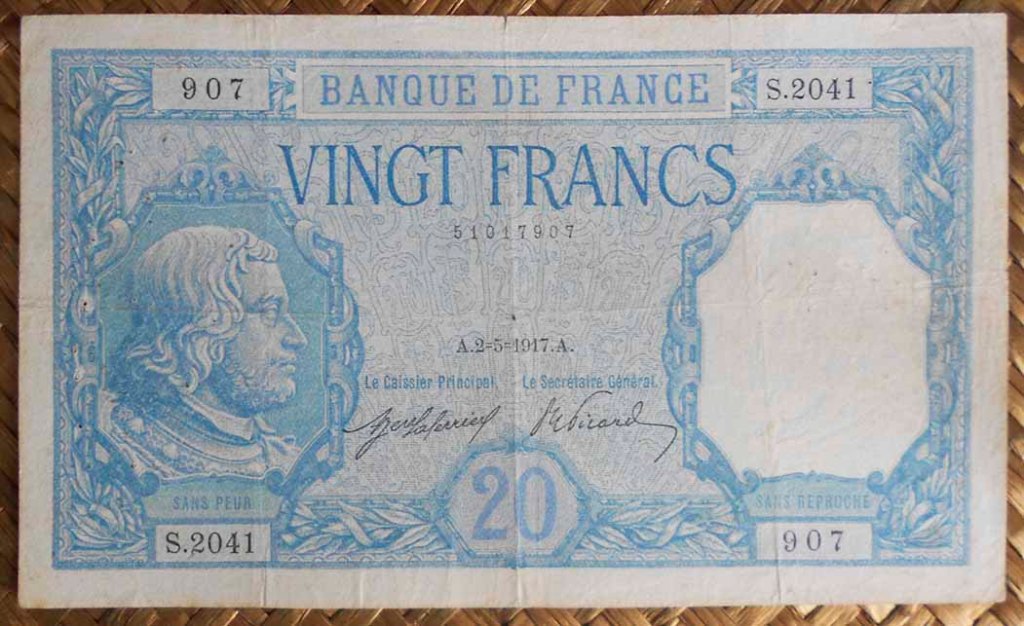 907 BANQUE DE FRANCE S.2041
VINGT FRANCS
51017907
A.2=5=1917.A.
Le Caissier Principal, Le Secrétaire Général.
SANS PEUR 20 SANS REPROCHE
S.2041 907